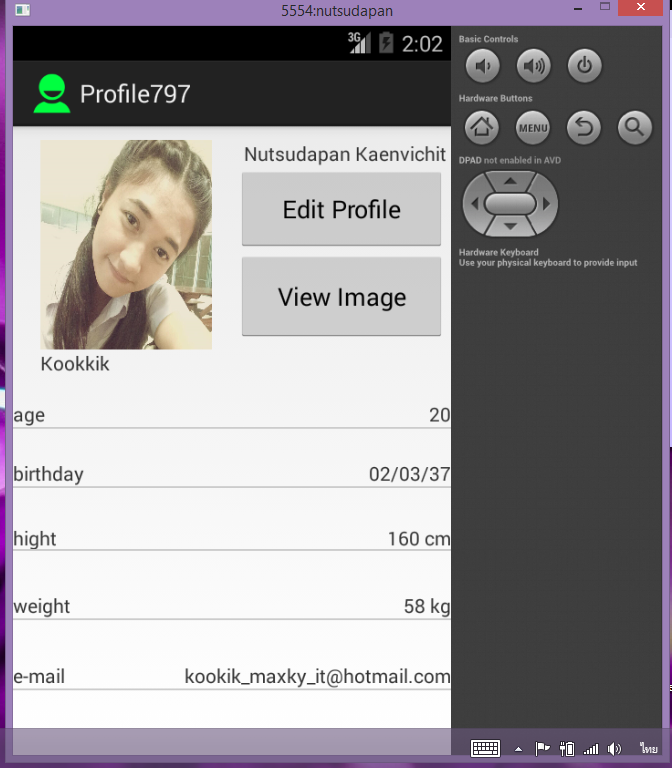 5554:nutsudapan
3G 2:02
Profile797
Nutsudapan Kaenvichit
Edit Profile
View Image
Kookkik
age 20
birthday 02/03/37
hight 160 cm
weight 58 kg
e-mail kookik_maxky_it@hotmail.com
Basic Controls
Hardware Buttons
MENU
DPAD not enabled in AVD
Hardware Keyboard
Use your physical keyboard to provide input
ไทย